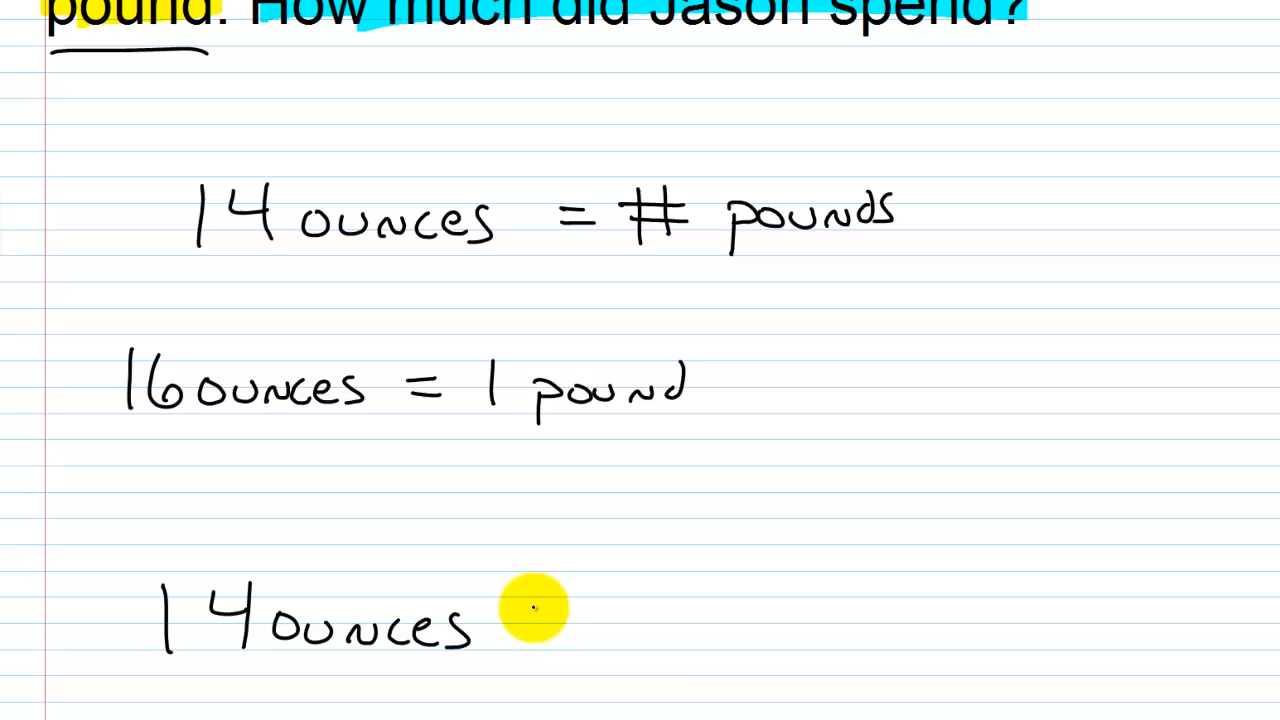 pound. How much did Jason spend?
14 ounces = # pounds
16 ounces = 1 pound
14 ounces